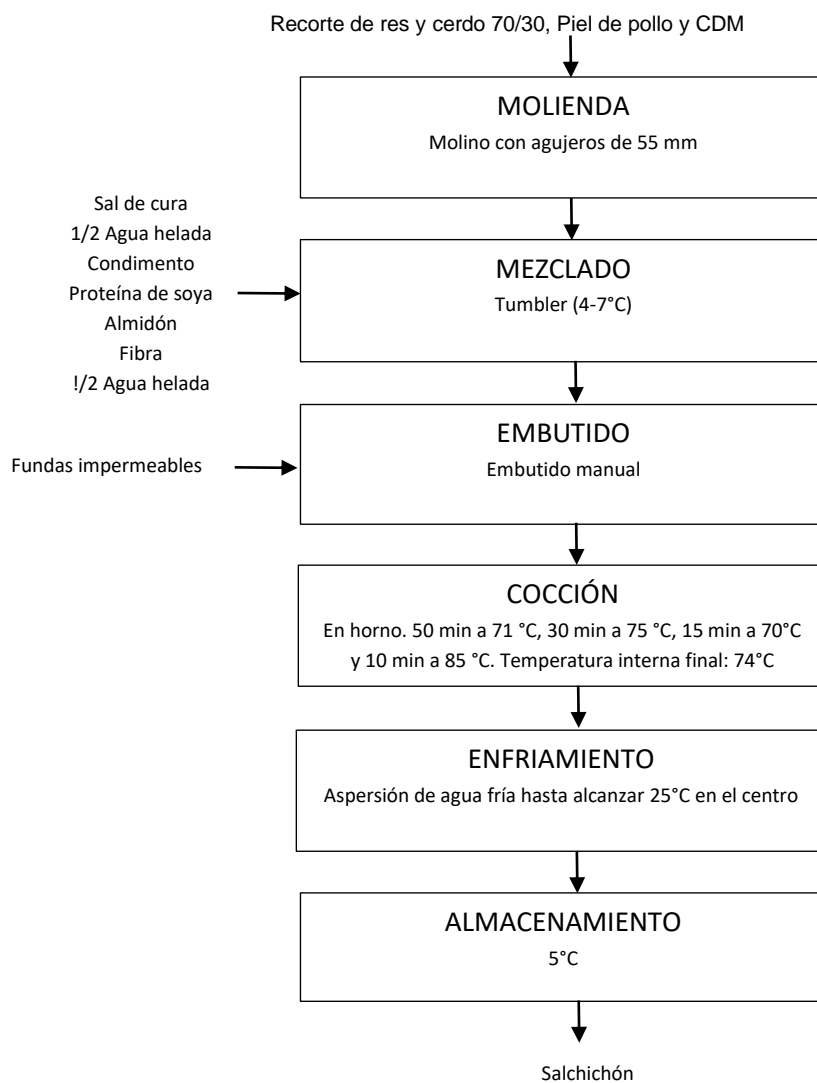 Recorte de res y cerdo 70/30, Piel de pollo y CDM
MOLIENDA
Molino con agujeros de 55 mm
Sal de cura
1/2 Agua helada
Condimento
Proteína de soya
Almidón
Fibra
!/2 Agua helada
MEZCLADO
Tumbler (4-7°C)
Fundas impermeables
EMBUTIDO
Embutido manual
COCCIÓN
En horno. 50 min a 71 °C, 30 min a 75 °C, 15 min a 70°C
y 10 min a 85 °C. Temperatura interna final: 74°C
ENFRIAMIENTO
Aspersión de agua fría hasta alcanzar 25°C en el centro
ALMACENAMIENTO
5°C
Salchichón